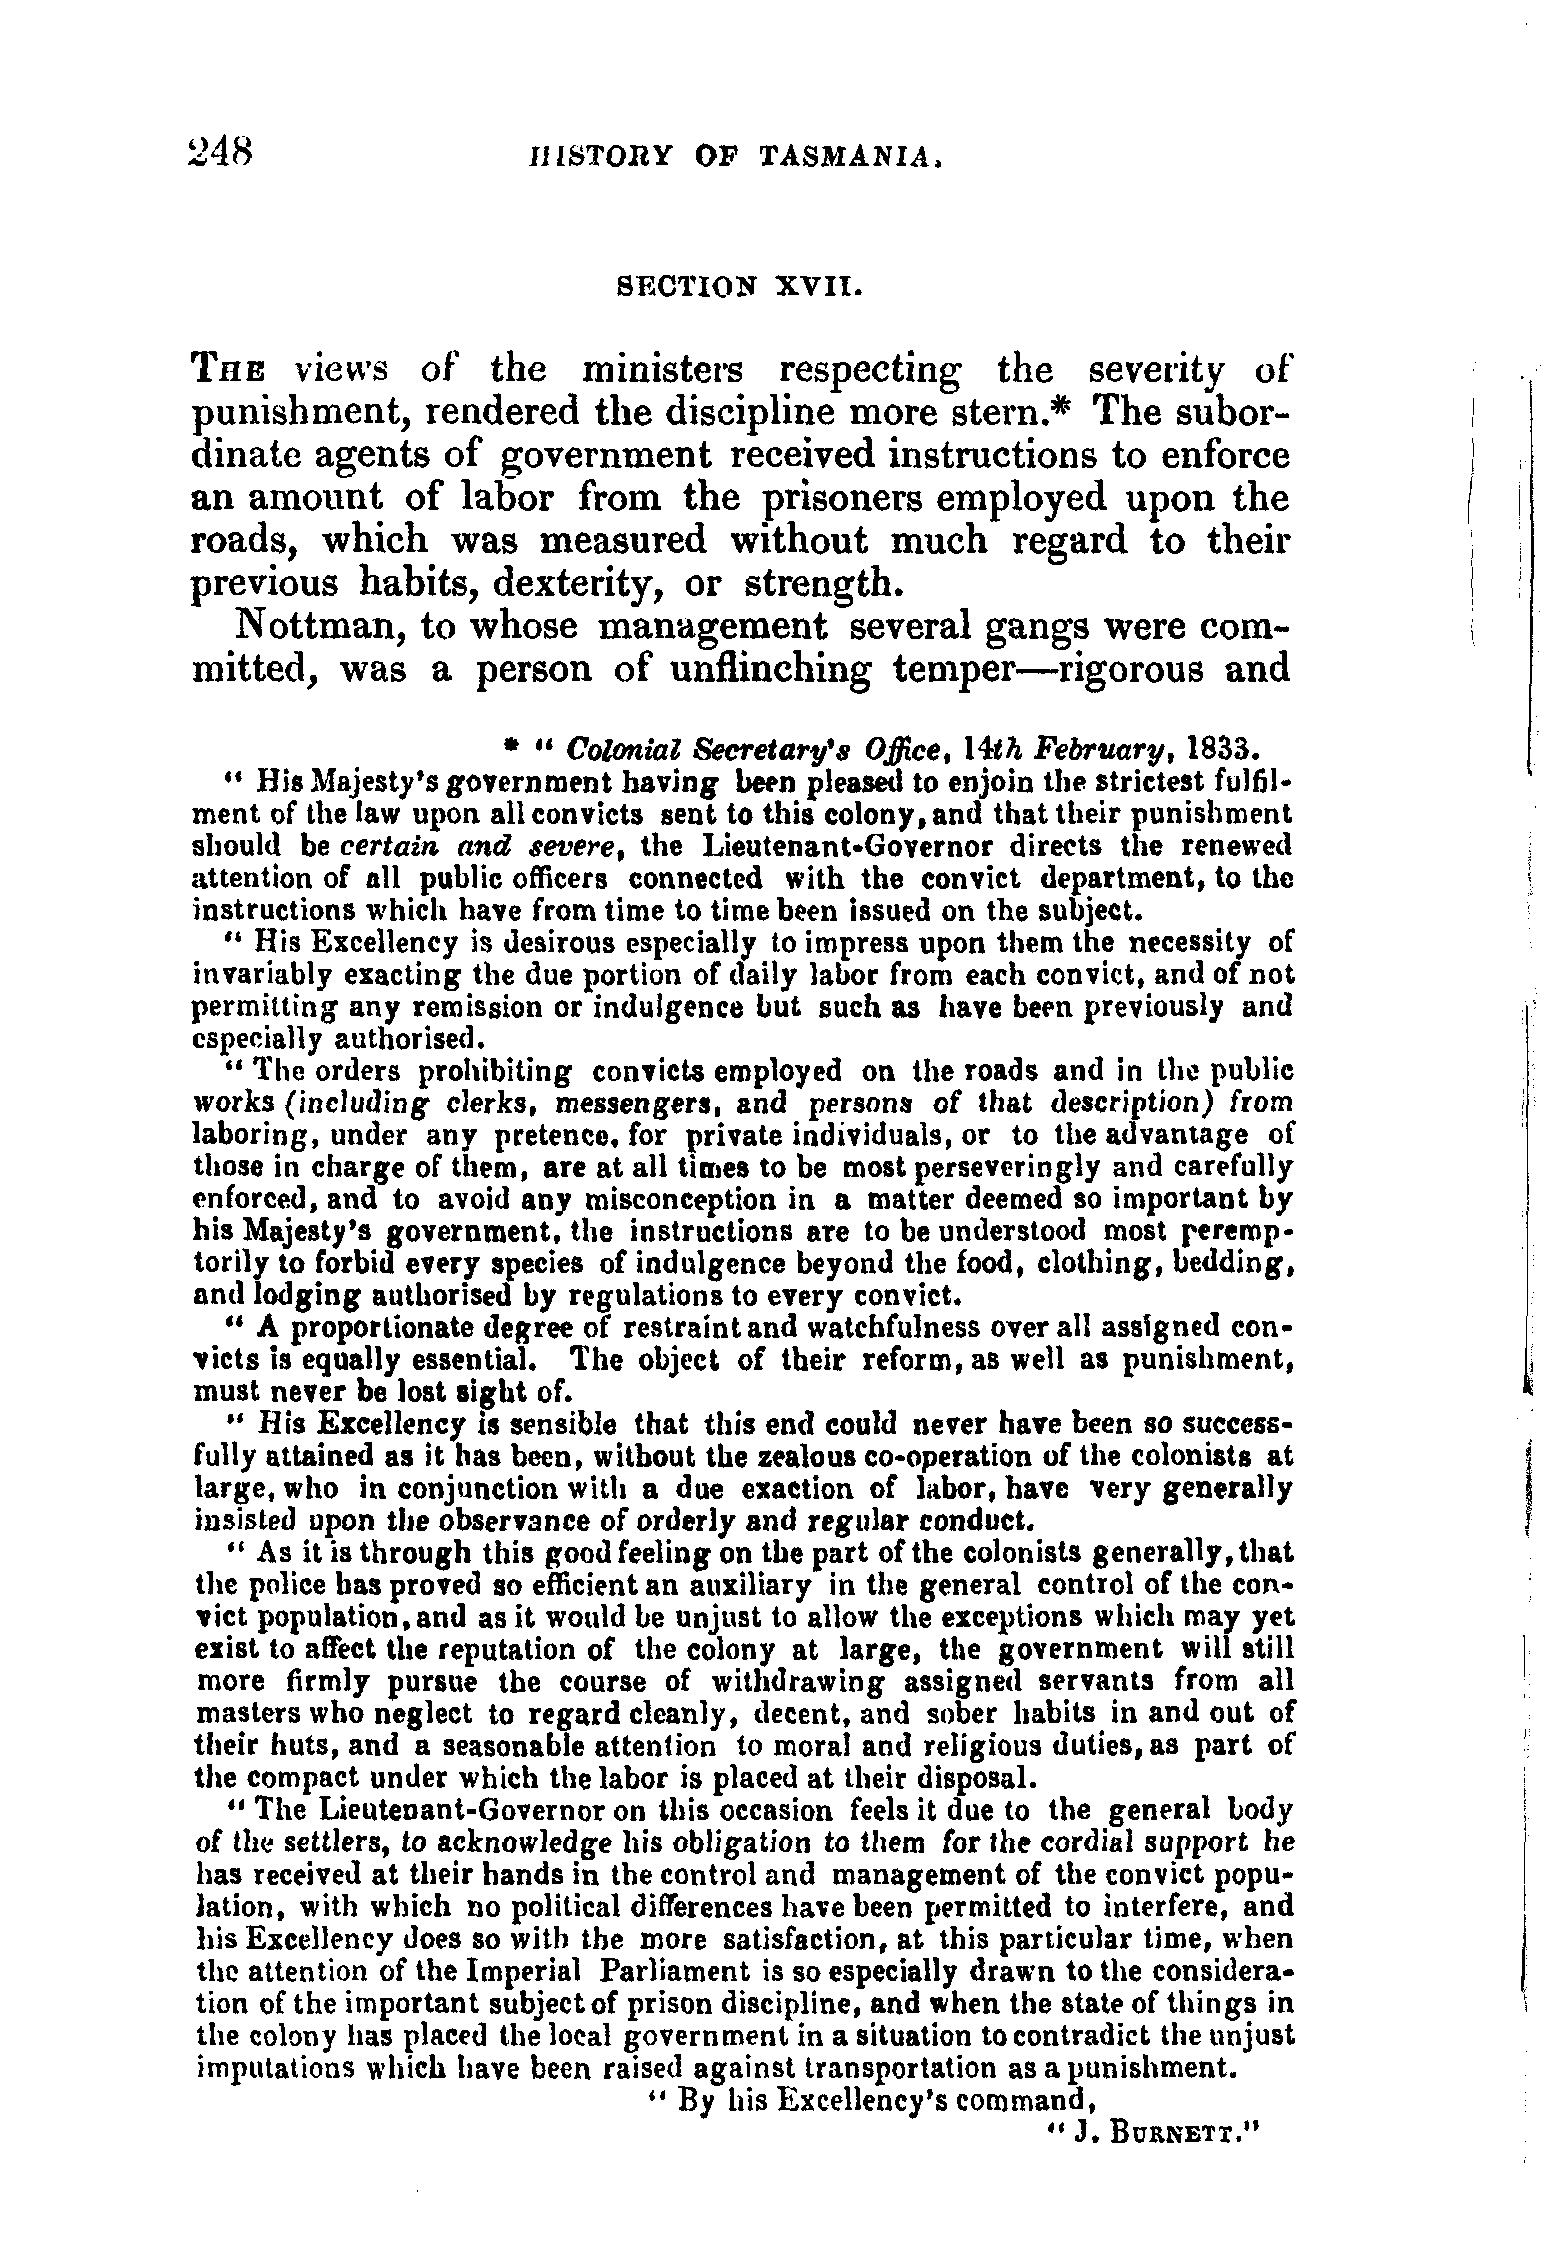 248 HISTORY OF TASMANIA.
SECTION XVII.
THE views of the ministers respecting the severity of
punishment, rendered the discipline more stern.* The subor-
dinate agents of government received instructions to enforce
an amount of labor from the prisoners employed upon the
roads, which was measured without much regard to their
previous habits, dexterity, or strength.
Nottman, to whose management several gangs were com-
mitted, was a person of unflinching temper—rigorous and
* " Colonial Secretary's Office, 14th February, 1833.
" His Majesty's government having been pleased to enjoin the strictest fulfil-
ment of the law upon all convicts sent to this colony, and that their punishment
should be certain and severe, the Lieutenant-Governor directs the renewed
attention of all public officers connected with the convict department, to the
instructions which have from time to time been issued on the subject.
" His Excellency is desirous especially to impress upon them the necessity of
invariably exacting the due portion of daily labor from each convict, and of not
permitting any remission or indulgence but such as have been previously and
especially authorised.
" The orders prohibiting convicts employed on the roads and in the public
works (including clerks, messengers, and persons of that description) from
laboring, under any pretence, for private individuals, or to the advantage of
those in charge of them, are at all times to be most perseveringly and carefully
enforced, and to avoid any misconception in a matter deemed so important by
his Majesty's government, the instructions are to be understood most peremp-
torily to forbid every species of indulgence beyond the food, clothing, bedding,
and lodging authorised by regulations to every convict.
" A proportionate degree of restraint and watchfulness over all assigned con-
victs is equally essential. The object of their reform, as well as punishment,
must never be lost sight of.
" His Excellency is sensible that this end could never have been so success-
fully attained as it has been, without the zealous co-operation of the colonists at
large, who in conjunction with a due exaction of labor, have very generally
insisted upon the observance of orderly and regular conduct.
" As it is through this good feeling on the part of the colonists generally, that
the police has proved so efficient an auxiliary in the general control of the con-
vict population, and as it would be unjust to allow the exceptions which may yet
exist to affect the reputation of the colony at large, the government will still
more firmly pursue the course of withdrawing assigned servants from all
masters who neglect to regard cleanly, decent, and sober habits in and out of
their huts, and a seasonable attention to moral and religious duties, as part of
the compact under which the labor is placed at their disposal.
" The Lieutenant-Governor on this occasion feels it due to the general body
of the settlers, to acknowledge his obligation to them for the cordial support he
has received at their hands in the control and management of the convict popu-
lation, with which no political differences have been permitted to interfere, and
his Excellency does so with the more satisfaction, at this particular time, when
the attention of the Imperial Parliament is so especially drawn to the considera-
tion of the important subject of prison discipline, and when the state of things in
the colony has placed the local government in a situation to contradict the unjust
imputations which have been raised against transportation as a punishment.
" By his Excellency's command,
" J. BURNETT."